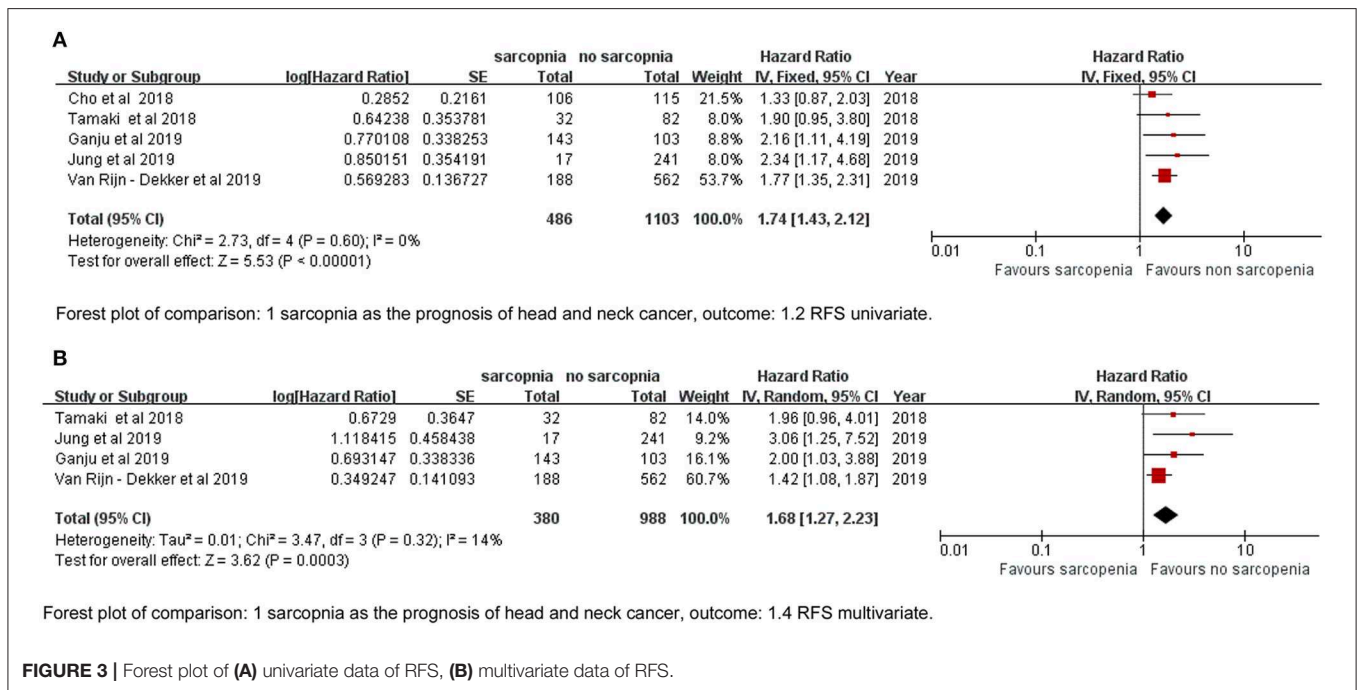 A
sarcopnia no sarcopnia Hazard Ratio Hazard Ratio
Study or Subgroup log[Hazard Ratio] SE Total Total Weight IV, Fixed, 95% CI Year IV, Fixed, 95% CI
Cho et al 2018 0.2852 0.2161 106 115 21.5% 1.33 [0.87, 2.03] 2018
Tamaki et al 2018 0.64238 0.353781 32 82 8.0% 1.90 [0.95, 3.80] 2018
Ganju et al 2019 0.770108 0.338253 143 103 8.8% 2.16 [1.11, 4.19] 2019
Jung et al 2019 0.850151 0.354191 17 241 8.0% 2.34 [1.17, 4.68] 2019
Van Rijn - Dekker et al 2019 0.569283 0.136727 188 562 53.7% 1.77 [1.35, 2.31] 2019
Total (95% CI) 486 1103 100.0% 1.74 [1.43, 2.12]
Heterogeneity: Chi² = 2.73, df = 4 (P = 0.60); I² = 0%
Test for overall effect: Z = 5.53 (P < 0.00001)
0.01 0.1 1 10
Favours sarcopenia Favours non sarcopenia
Forest plot of comparison: 1 sarcopnia as the prognosis of head and neck cancer, outcome: 1.2 RFS univariate.
B
sarcopnia no sarcopnia Hazard Ratio Hazard Ratio
Study or Subgroup log[Hazard Ratio] SE Total Total Weight IV, Random, 95% CI Year IV, Random, 95% CI
Tamaki et al 2018 0.6729 0.3647 32 82 14.0% 1.96 [0.96, 4.01] 2018
Jung et al 2019 1.118415 0.458438 17 241 9.2% 3.06 [1.25, 7.52] 2019
Ganju et al 2019 0.693147 0.338336 143 103 16.1% 2.00 [1.03, 3.88] 2019
Van Rijn - Dekker et al 2019 0.349247 0.141093 188 562 60.7% 1.42 [1.08, 1.87] 2019
Total (95% CI) 380 988 100.0% 1.68 [1.27, 2.23]
Heterogeneity: Tau² = 0.01; Chi² = 3.47, df = 3 (P = 0.32); I² = 14%
Test for overall effect: Z = 3.62 (P = 0.0003)
0.01 0.1 1 10
Favours sarcopenia Favours no sarcopenia
Forest plot of comparison: 1 sarcopnia as the prognosis of head and neck cancer, outcome: 1.4 RFS multivariate.
FIGURE 3 | Forest plot of (A) univariate data of RFS, (B) multivariate data of RFS.